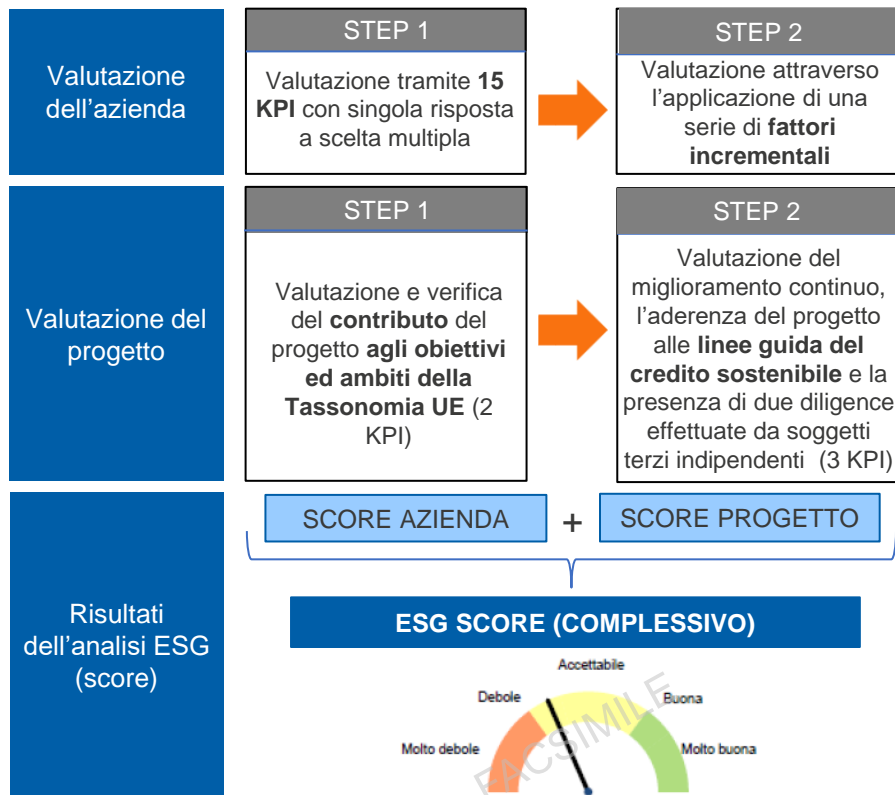 Valutazione
dell'azienda
STEP 1
Valutazione tramite 15
KPI con singola risposta
a scelta multipla
STEP 2
Valutazione attraverso
l'applicazione di una
serie di fattori
incrementali
Valutazione del
progetto
STEP 1
Valutazione e verifica
del contributo del
progetto agli obiettivi
ed ambiti della
Tassonomia UE (2
KPI)
STEP 2
Valutazione del
miglioramento continuo,
l'aderenza del progetto
alle linee guida del
credito sostenibile e la
presenza di due diligence
effettuate da soggetti
terzi indipendenti (3 KPI)
Risultati
dell'analisi ESG
(score)
SCORE AZIENDA + SCORE PROGETTO
ESG SCORE (COMPLESSIVO)
Accettabile
Debole
Buona
Molto debole
Molto buona
FACSIMILE